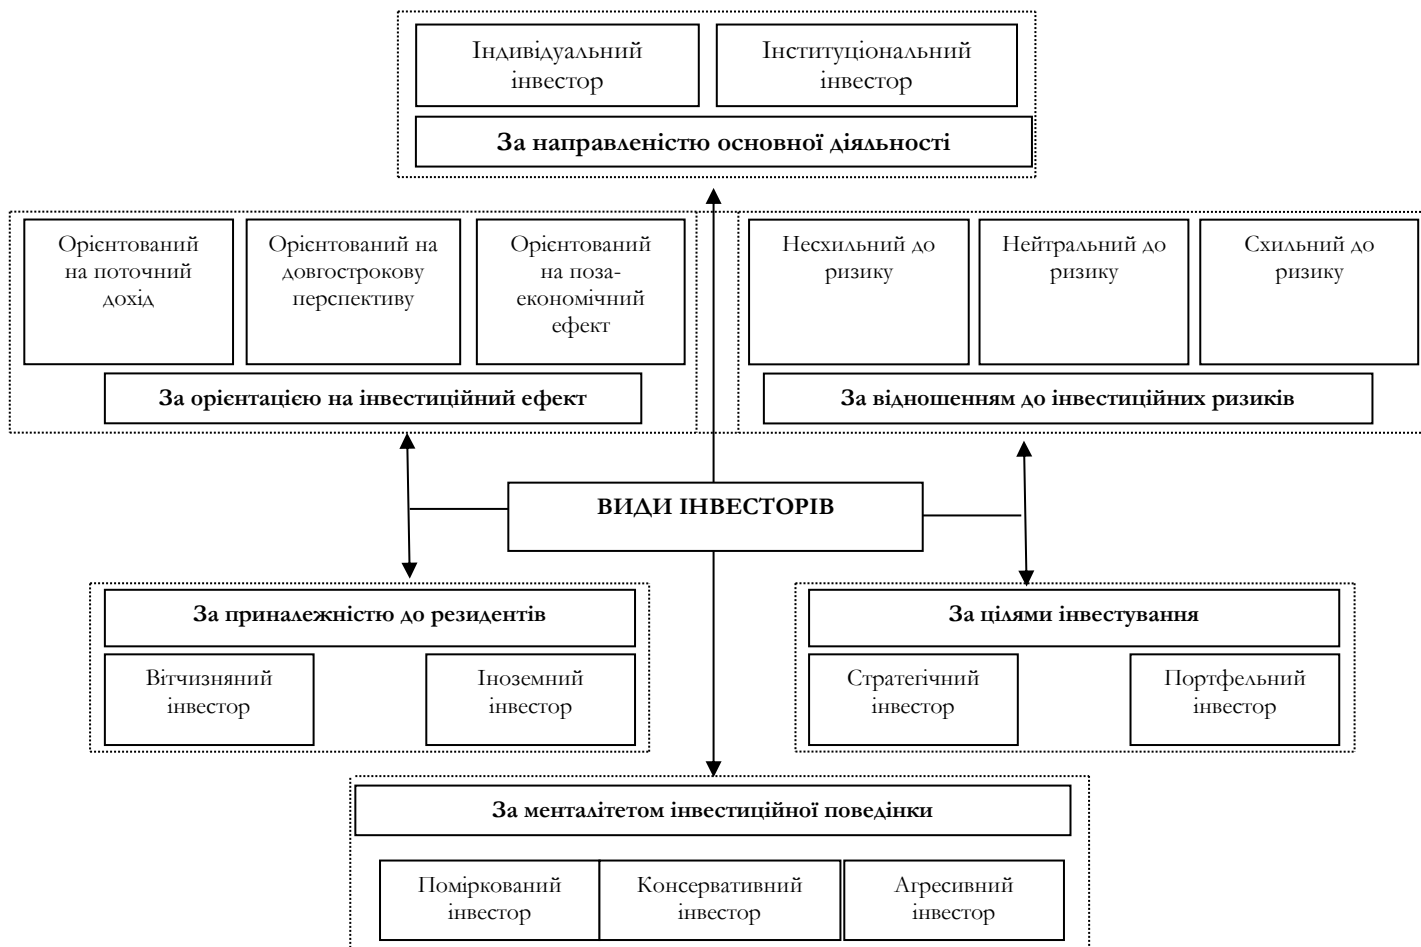 Індивідуальний
інвестор
Інституціональний
інвестор
За направленістю основної діяльності
Орієнтований
на поточний
дохід
Орієнтований на
довгострокову
перспективу
Орієнтований
на поза-
економічний
ефект
За орієнтацією на інвестиційний ефект
Несхильний до
ризику
Нейтральний до
ризику
Схильний до
ризику
За відношенням до інвестиційних ризиків
ВИДИ ІНВЕСТОРІВ
За приналежністю до резидентів
Вітчизняний
інвестор
Іноземний
інвестор
За цілями інвестування
Стратегічний
інвестор
Портфельний
інвестор
За менталітетом інвестиційної поведінки
Поміркований
інвестор
Консервативний
інвестор
Агресивний
інвестор